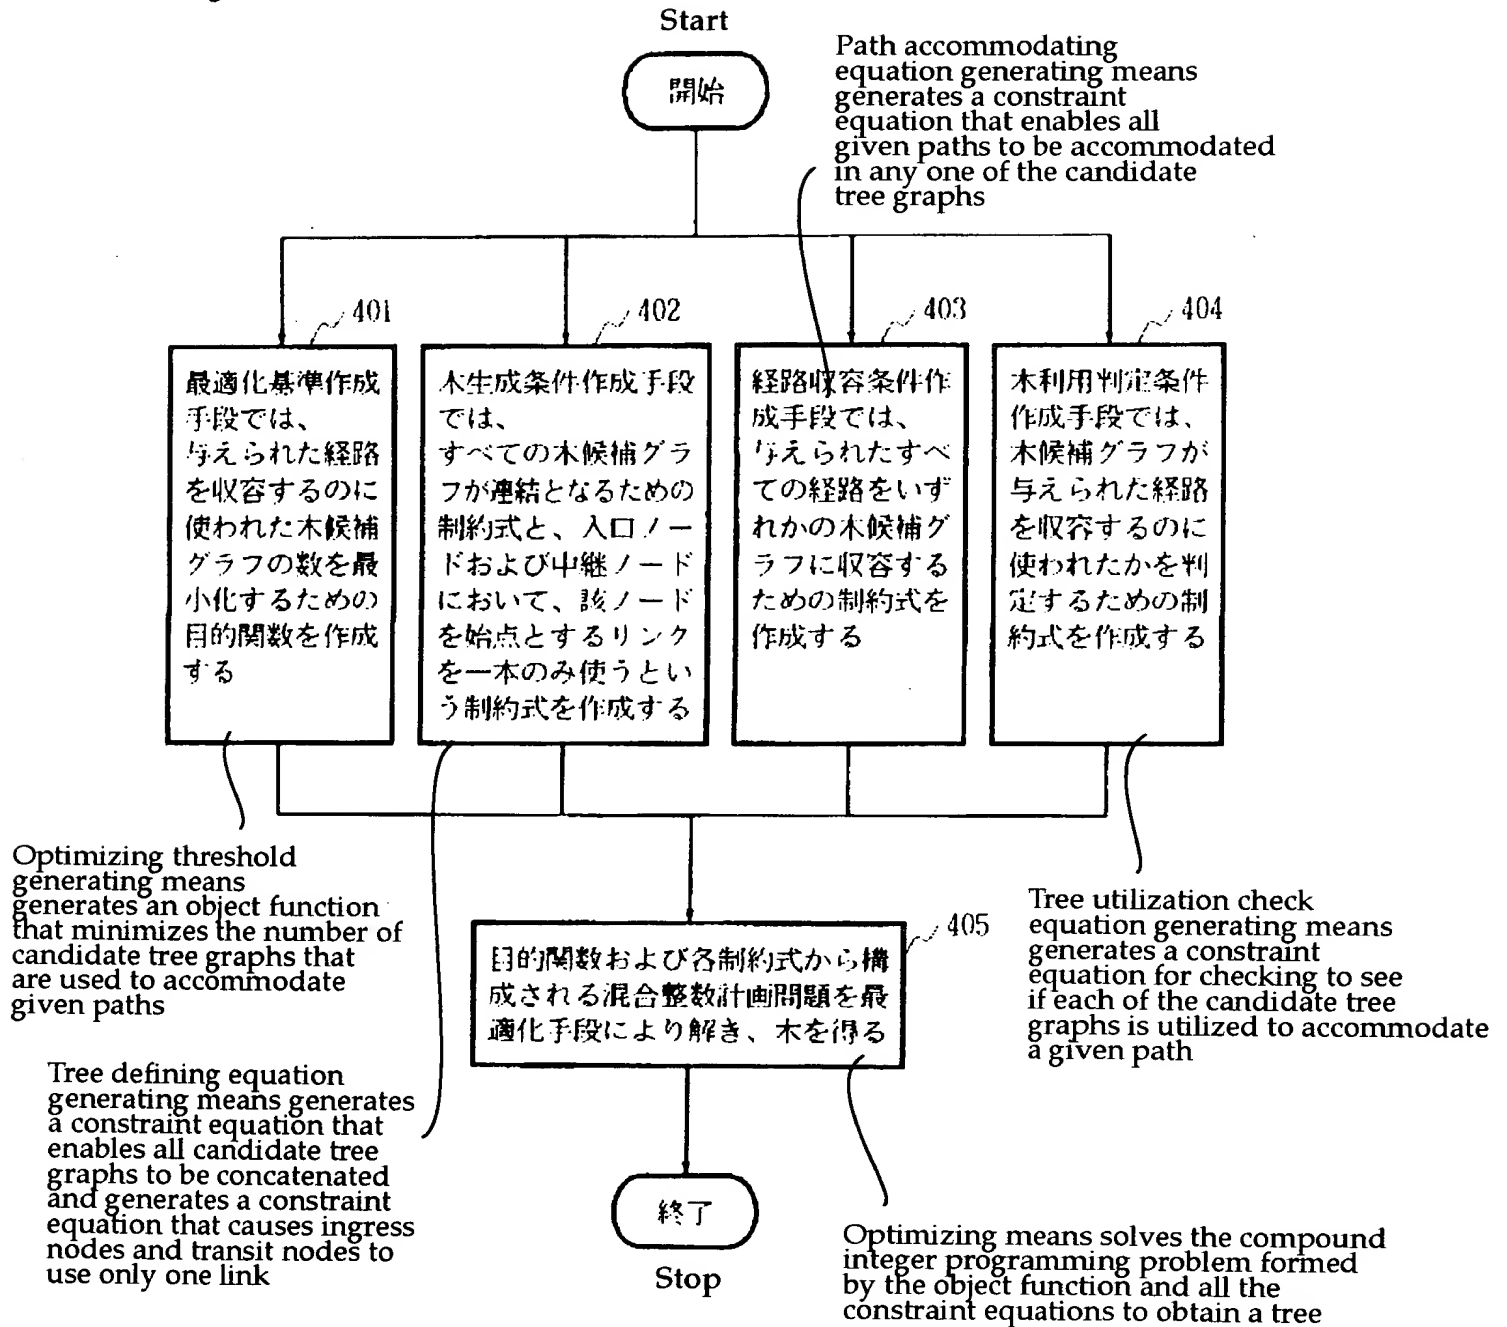 Start
開始
Path accommodating
equation generating means
generates a constraint
equation that enables all
given paths to be accommodated
in any one of the candidate
tree graphs
401
402
403
404
最適化基準作成
手段では、
与えられた経路
を収容するのに
使われた木候補
グラフの数を最
小化するための
目的関数を作成
する
木生成条件作成手段
では、
すべての木候補グラ
フが連結となるための
制約式と、入口ノー
ドおよび中継ノード
において、該ノード
を始点とするリンク
を一本のみ使うとい
う制約式を作成する
経路収容条件作
成手段では、
与えられたすべ
ての経路をいず
れかの木候補グ
ラフに収容する
ための制約式を
作成する
木利用判定条件
作成手段では、
木候補グラフが
与えられた経路
を収容するのに
使われたかを判
定するための制
約式を作成する
Optimizing threshold
generating means
generates an object function
that minimizes the number of
candidate tree graphs that
are used to accommodate
given paths
405
目的関数および各制約式から構
成される混合整数計画問題を最
適化手段により解き、木を得る
Tree utilization check
equation generating means
generates a constraint
equation for checking to see
if each of the candidate tree
graphs is utilized to accommodate
a given path
Tree defining equation
generating means generates
a constraint equation that
enables all candidate tree
graphs to be concatenated
and generates a constraint
equation that causes ingress
nodes and transit nodes to
use only one link
終了
Stop
Optimizing means solves the compound
integer programming problem formed
by the object function and all the
constraint equations to obtain a tree